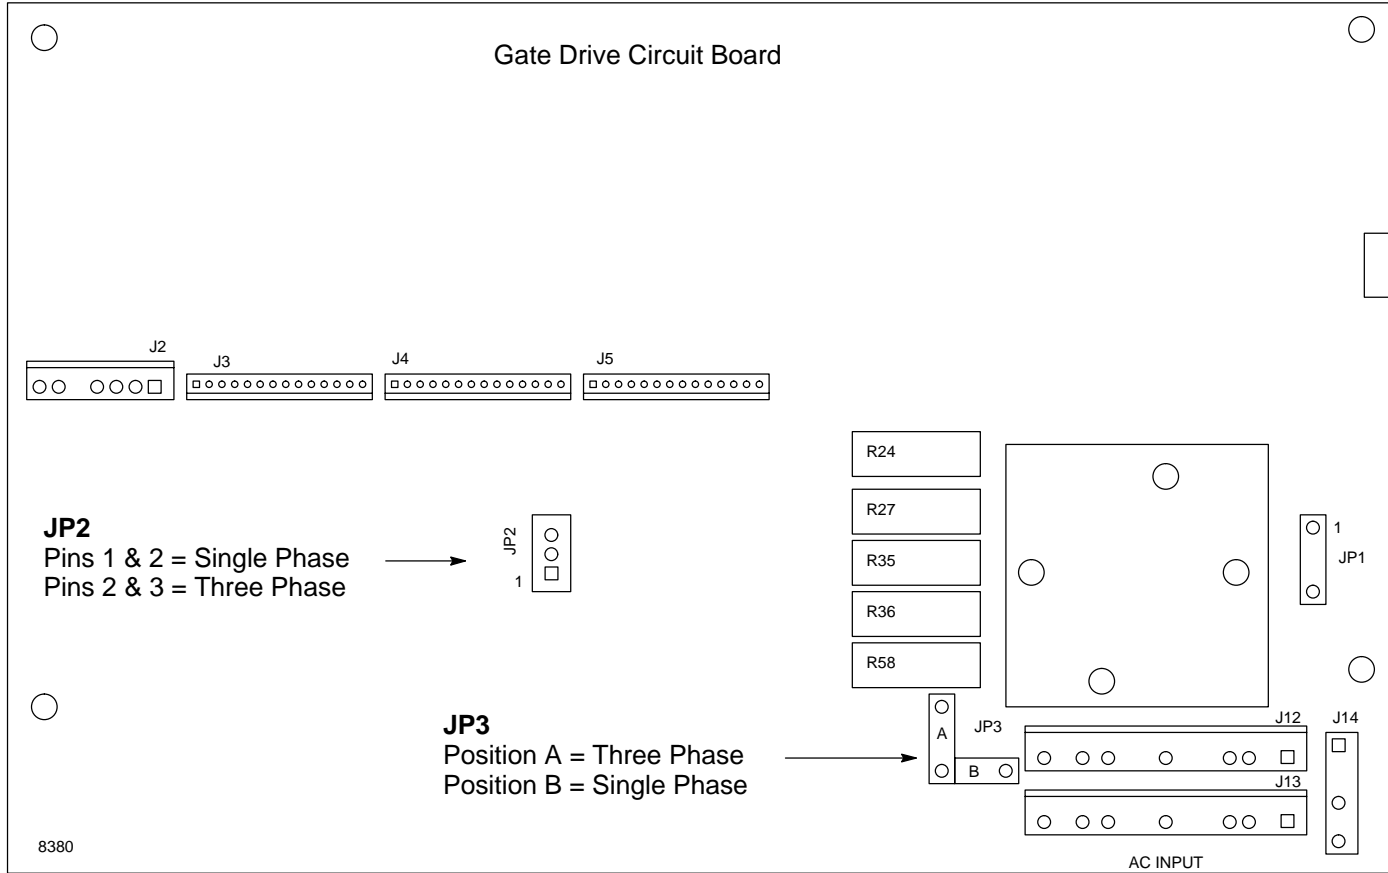 Gate Drive Circuit Board
J2
J3
J4
J5
R24
R27
R35
R36
R58
JP2
Pins 1 & 2 = Single Phase
Pins 2 & 3 = Three Phase
JP2
1
1
JP1
JP3
Position A = Three Phase
Position B = Single Phase
A
JP3
B
J12
J14
J13
8380
AC INPUT